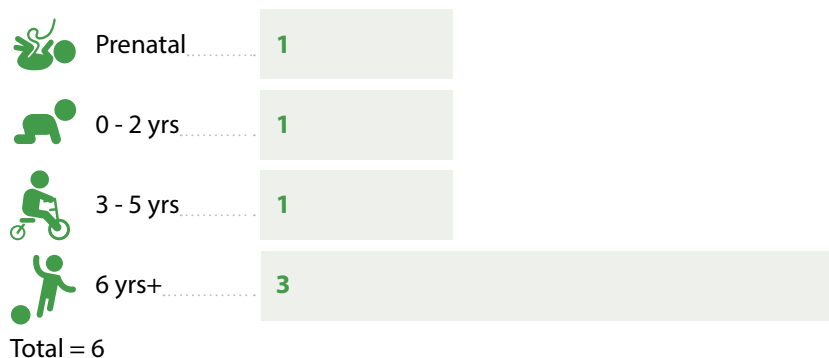 Prenatal 1
0 - 2 yrs 1
3 - 5 yrs 1
6 yrs+ 3
Total = 6